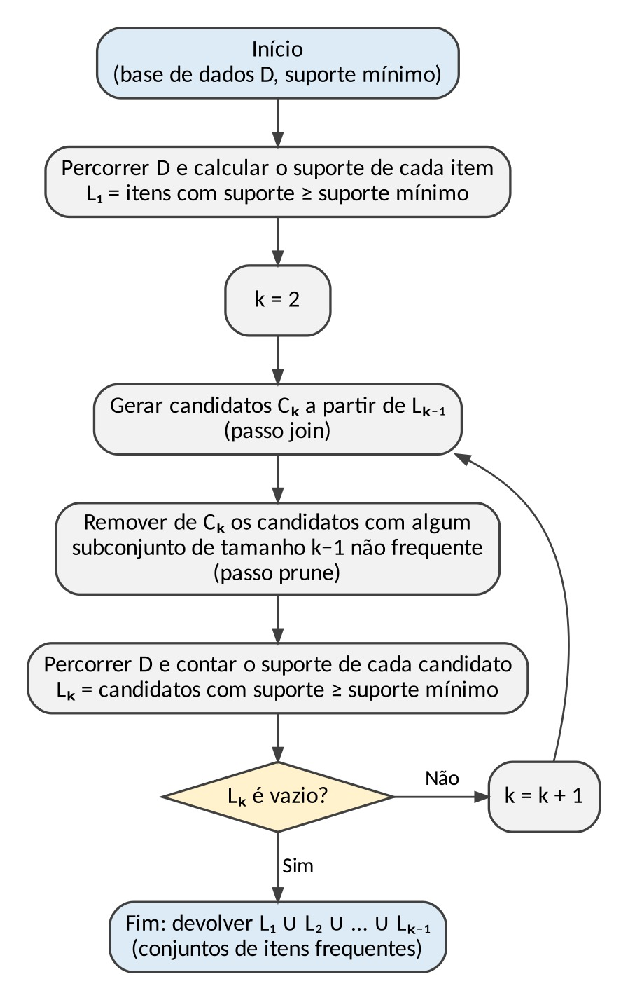 Início
(base de dados D, suporte mínimo)
Percorrer D e calcular o suporte de cada item
L₁ = itens com suporte ≥ suporte mínimo
k = 2
Gerar candidatos Cₖ a partir de Lₖ₋₁
(passo join)
Remover de Cₖ os candidatos com algum
subconjunto de tamanho k−1 não frequente
(passo prune)
Percorrer D e contar o suporte de cada candidato
Lₖ = candidatos com suporte ≥ suporte mínimo
Lₖ é vazio?
Não
k = k + 1
Sim
Fim: devolver L₁ ∪ L₂ ∪ ... ∪ Lₖ₋₁
(conjuntos de itens frequentes)